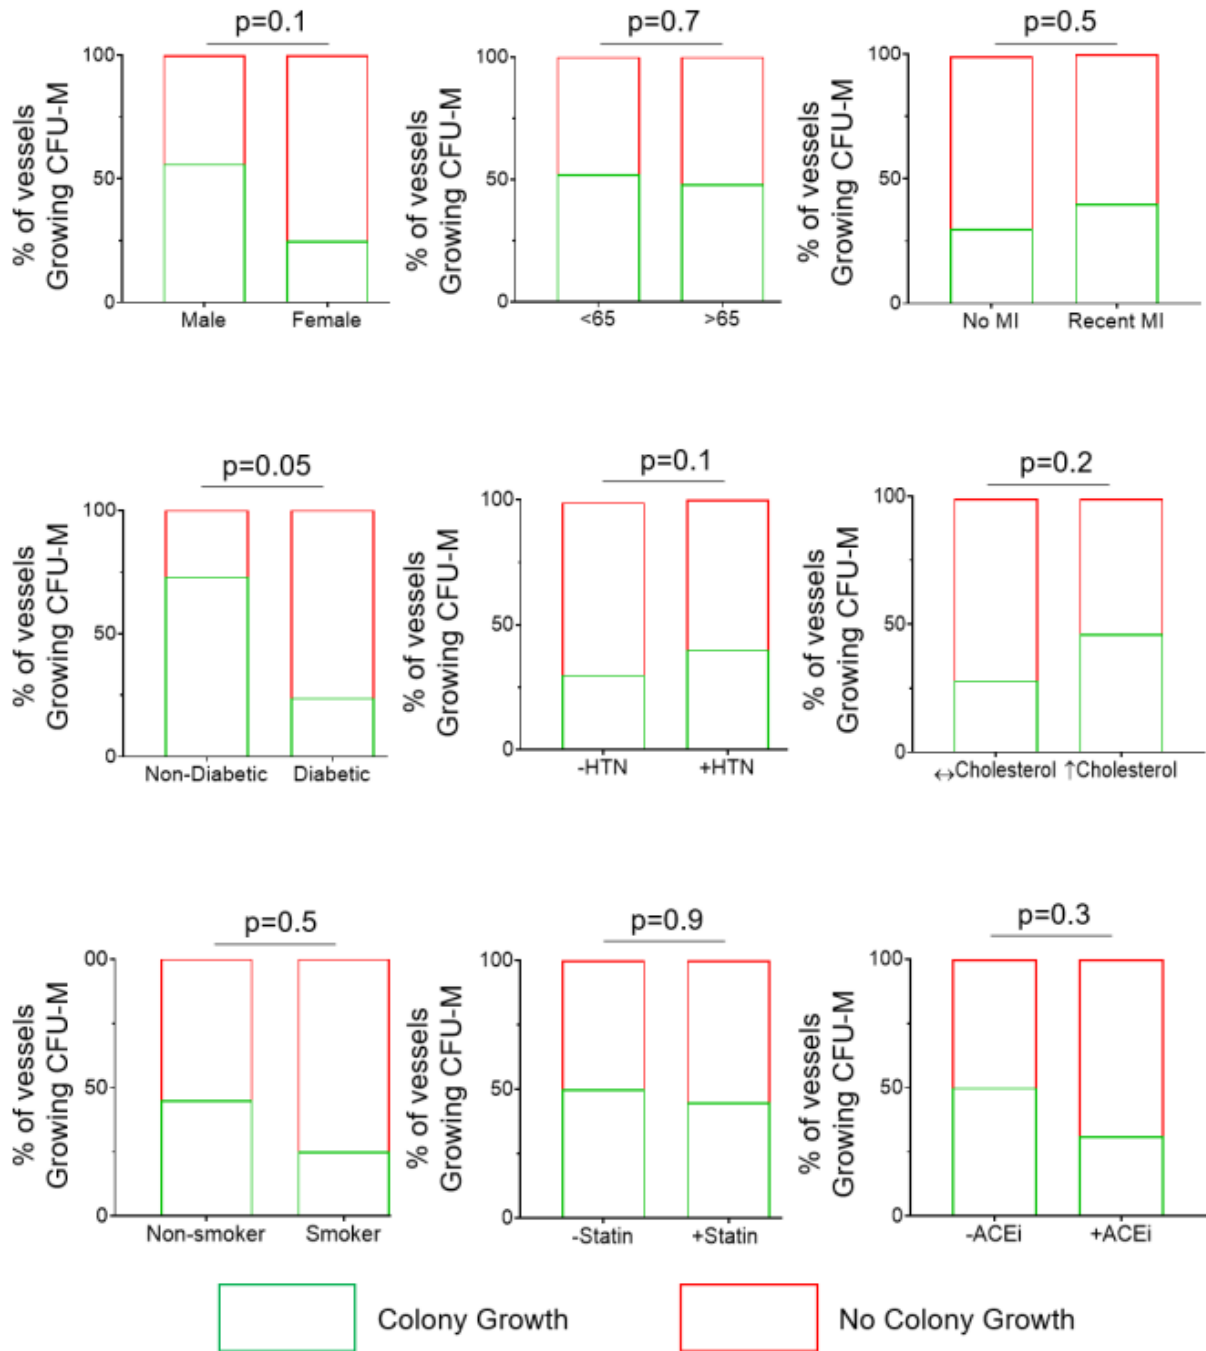 p=0.1
% of vessels
Growing CFU-M
100
50
0
Male Female
p=0.7
% of vessels
Growing CFU-M
100
50
0
<65 >65
p=0.5
% of vessels
Growing CFU-M
100
50
0
No MI Recent MI
p=0.05
% of vessels
Growing CFU-M
100
50
0
Non-Diabetic Diabetic
p=0.1
% of vessels
Growing CFU-M
100
50
0
-HTN +HTN
p=0.2
% of vessels
Growing CFU-M
100
50
0
↔Cholesterol ↑Cholesterol
p=0.5
% of vessels
Growing CFU-M
00
50
0
Non-smoker Smoker
p=0.9
% of vessels
Growing CFU-M
100
50
0
-Statin +Statin
p=0.3
% of vessels
Growing CFU-M
100
50
0
-ACEi +ACEi
Colony Growth
No Colony Growth